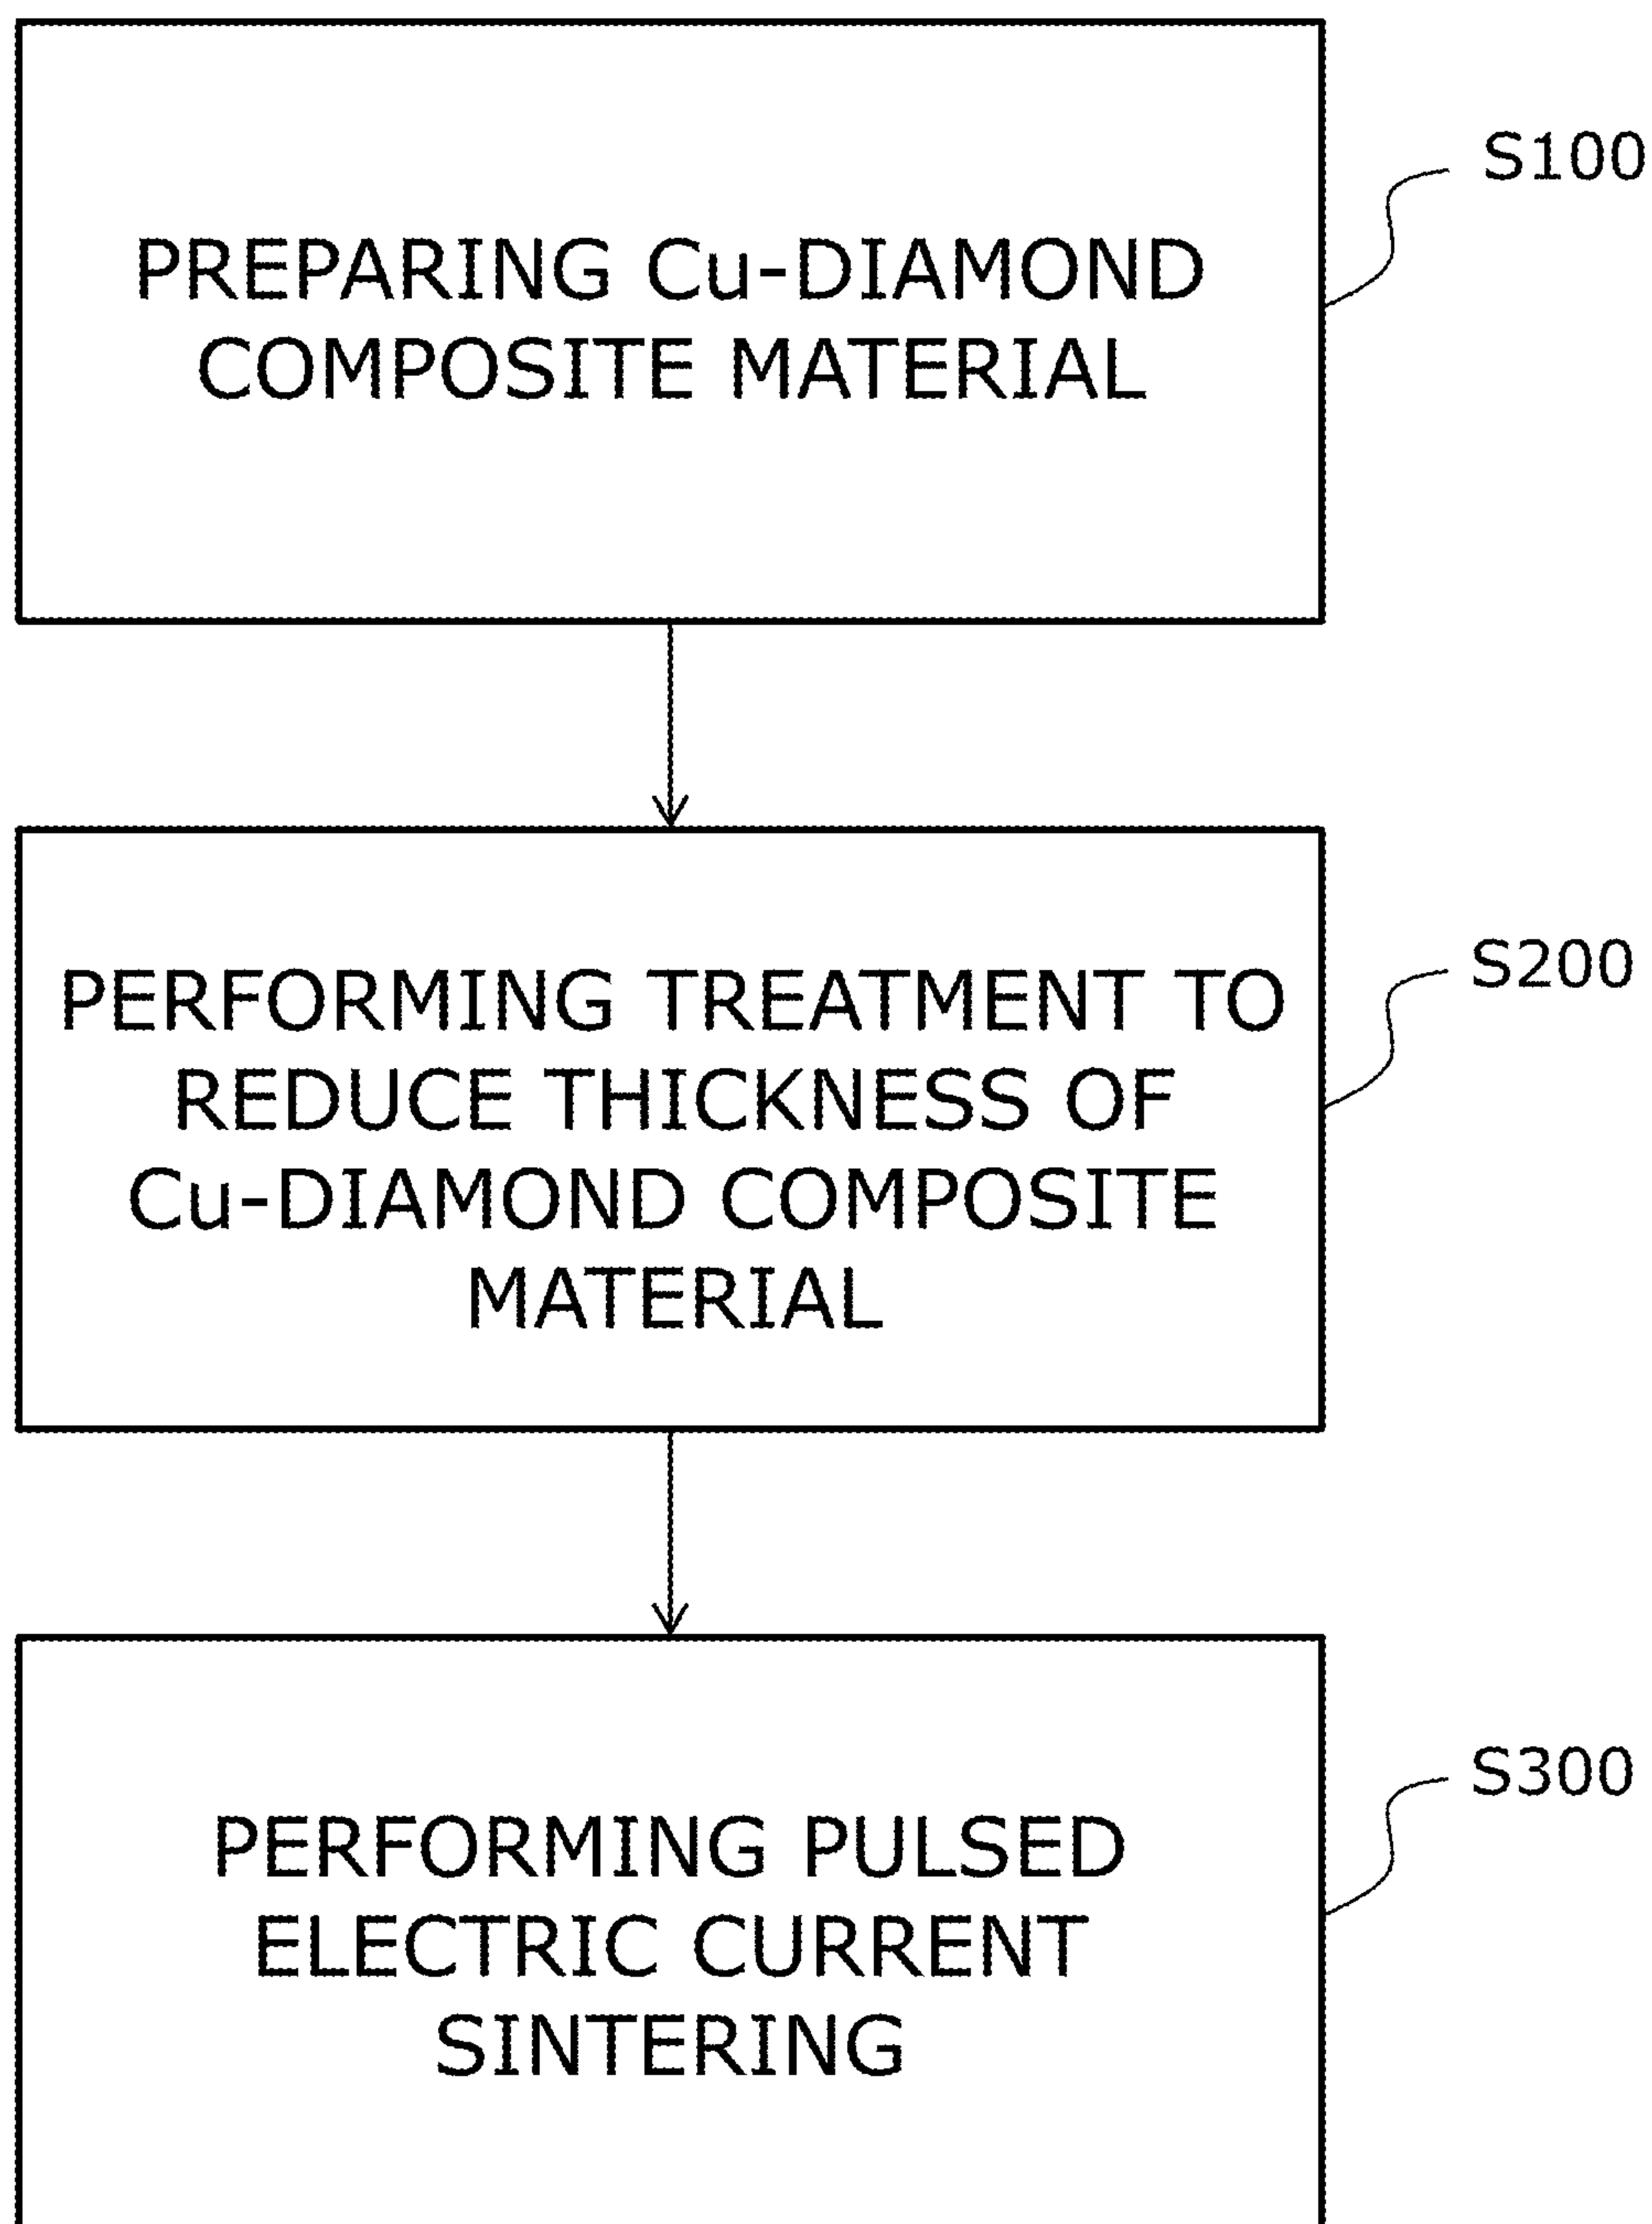 S100
PREPARING Cu-DIAMOND
COMPOSITE MATERIAL
S200
PERFORMING TREATMENT TO
REDUCE THICKNESS OF
Cu-DIAMOND COMPOSITE
MATERIAL
S300
PERFORMING PULSED
ELECTRIC CURRENT
SINTERING